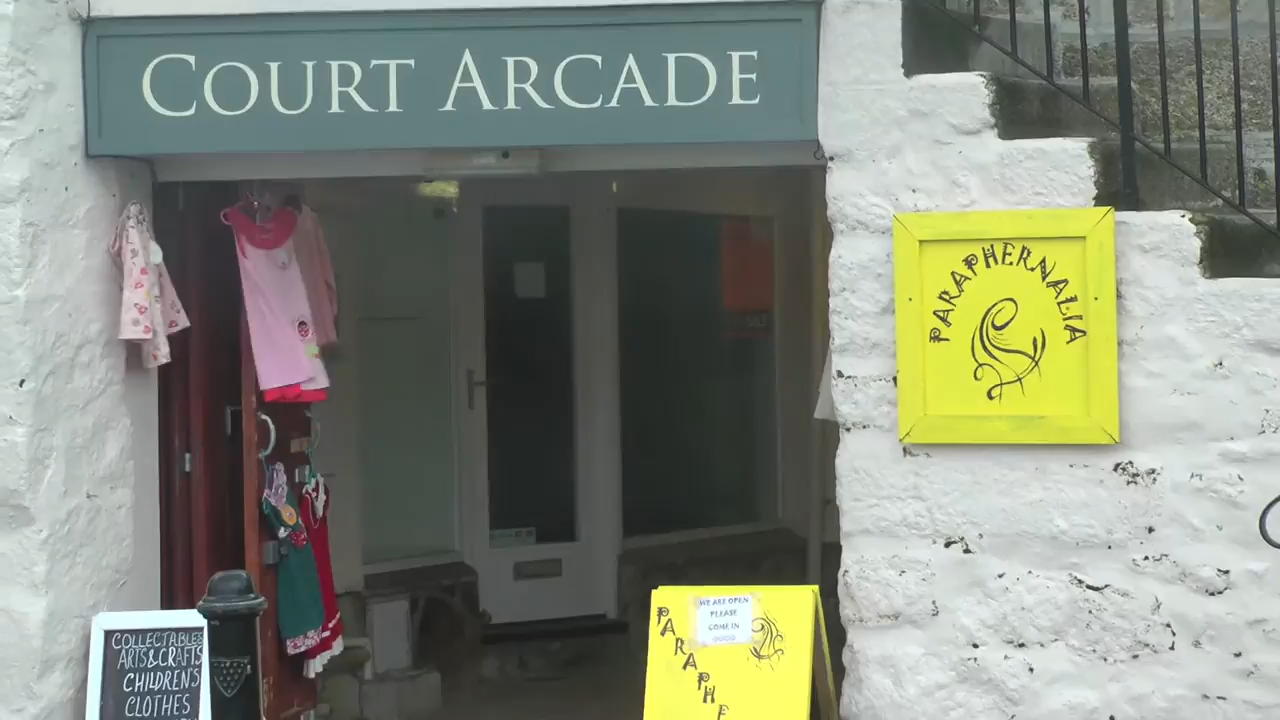 COURT ARCADE
PARAPHERNALIA
WE ARE OPEN
PLEASE
COME IN
PARAPHE
COLLECTABLES
ARTS & CRAFTS
CHILDREN'S
CLOTHES